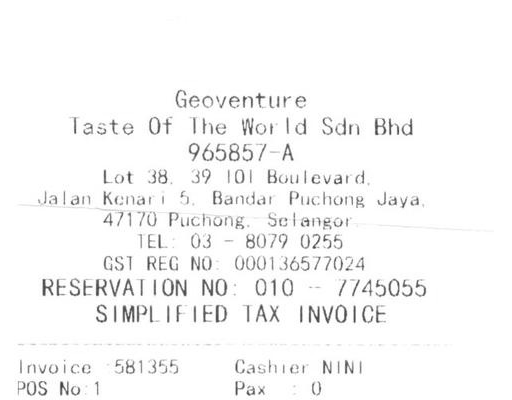 Geoventure
Taste Of The World Sdn Bhd
965857-A
Lot 38, 39 IOI Boulevard,
Jalan Kenari 5, Bandar Puchong Jaya,
47170 Puchong, Selangor
TEL: 03 - 8079 0255
GST REG NO: 000136577024
RESERVATION NO: 010 - 7745055
SIMPLIFIED TAX INVOICE
Invoice :581355 Cashier NINI
POS No:1 Pax : 0